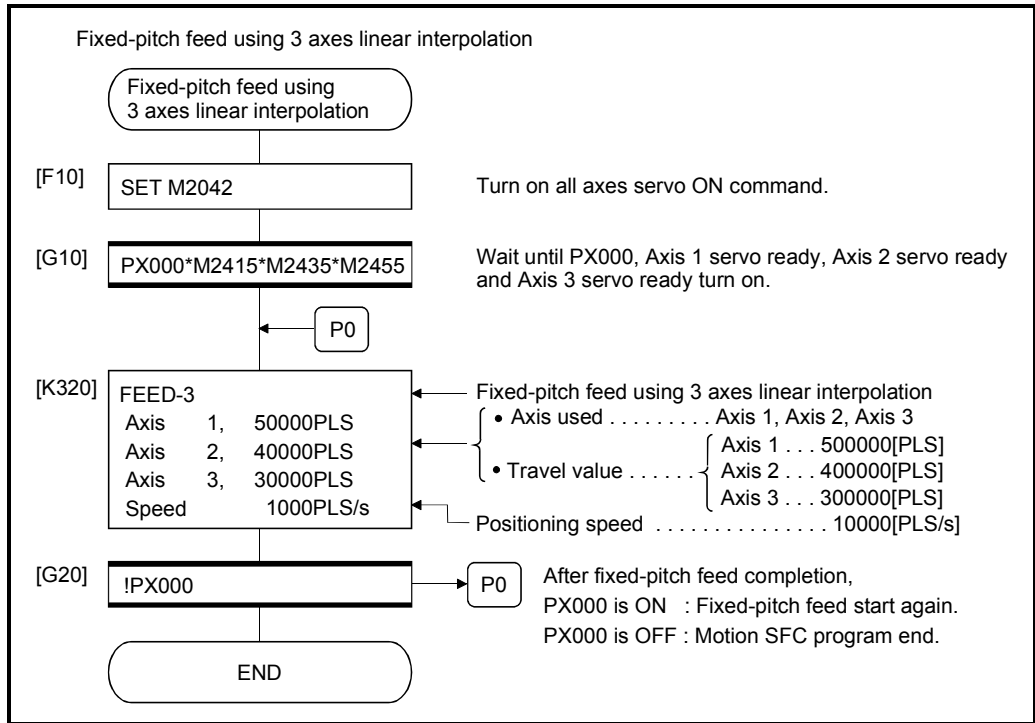 Fixed-pitch feed using 3 axes linear interpolation
Fixed-pitch feed using
3 axes linear interpolation
[F10]
SET M2042
Turn on all axes servo ON command.
[G10]
PX000*M2415*M2435*M2455
Wait until PX000, Axis 1 servo ready, Axis 2 servo ready
and Axis 3 servo ready turn on.
P0
[K320]
FEED-3
Axis 1, 50000PLS
Axis 2, 40000PLS
Axis 3, 30000PLS
Speed 1000PLS/s
Fixed-pitch feed using 3 axes linear interpolation
• Axis used . . . . . . . . . Axis 1, Axis 2, Axis 3
• Travel value . . . . . .
Axis 1 . . . 500000[PLS]
Axis 2 . . . 400000[PLS]
Axis 3 . . . 300000[PLS]
Positioning speed . . . . . . . . . . . . . . . 10000[PLS/s]
[G20]
!PX000
P0
After fixed-pitch feed completion,
PX000 is ON : Fixed-pitch feed start again.
PX000 is OFF : Motion SFC program end.
END